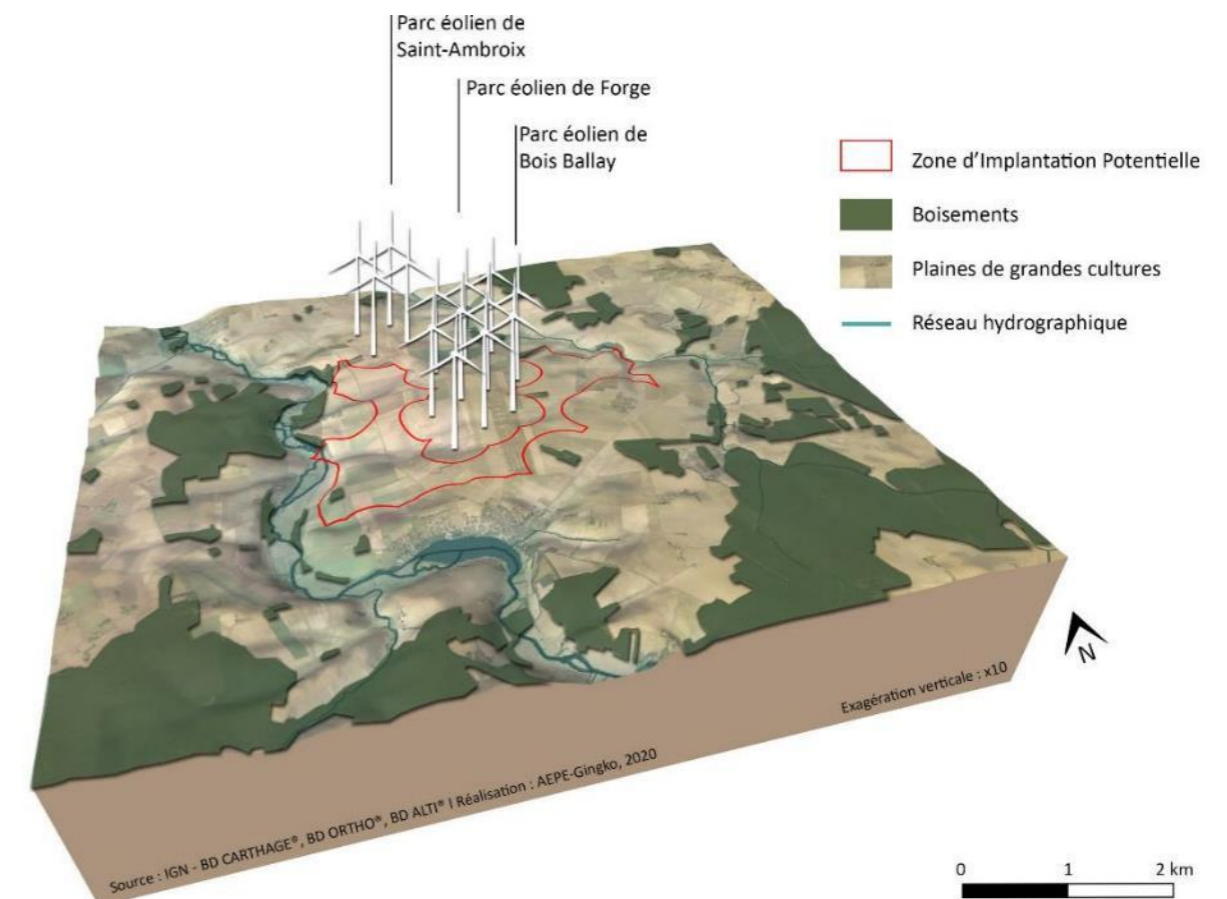 Parc éolien de
Saint-Ambroix
Parc éolien de Forge
Parc éolien de
Bois Ballay
Zone d'Implantation Potentielle
Boisements
Plaines de grandes cultures
Réseau hydrographique
N
Exagération verticale : x10
Source : IGN - BD CARTHAGE®, BD ORTHO®, BD ALTI® I Réalisation : AEPE-Gingko, 2020
0 1 2 km